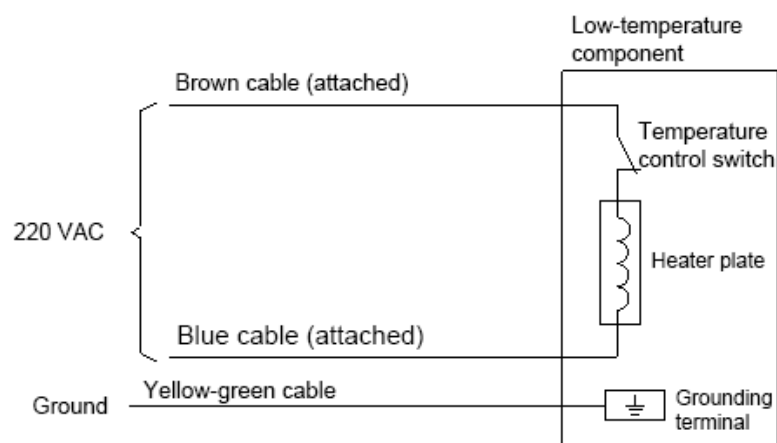 Low-temperature
component
Brown cable (attached)
Temperature
control switch
220 VAC
Heater plate
Blue cable (attached)
Yellow-green cable
Ground
Grounding
terminal